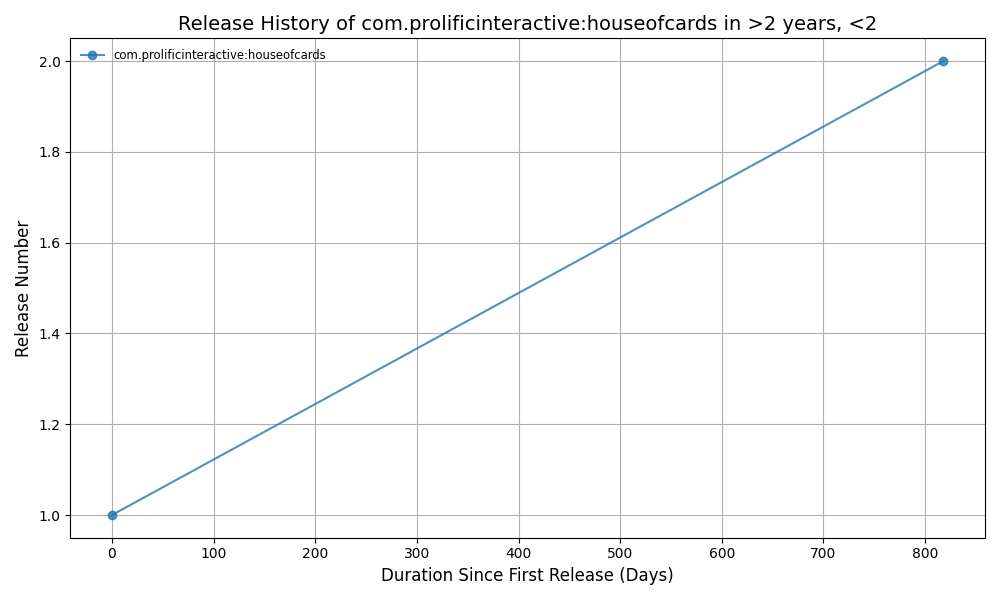 Release History of com.prolificinteractive:houseofcards in >2 years, <2
com.prolificinteractive:houseofcards
2.0
1.8
1.6
1.4
1.2
1.0
Release Number
0 100 200 300 400 500 600 700 800
Duration Since First Release (Days)